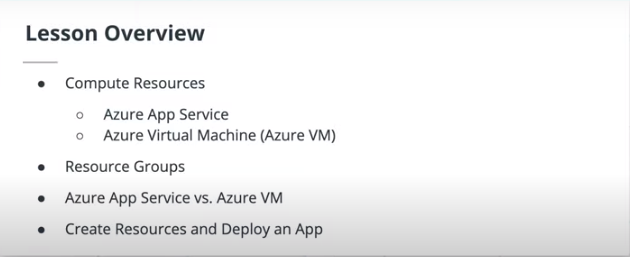 Lesson Overview
Compute Resources
Azure App Service
Azure Virtual Machine (Azure VM)
Resource Groups
Azure App Service vs. Azure VM
Create Resources and Deploy an App